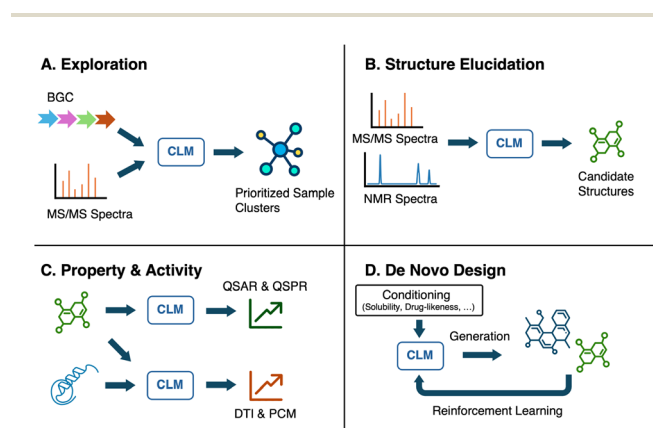 A. Exploration
BGC
CLM
MS/MS Spectra
Prioritized Sample
Clusters
B. Structure Elucidation
MS/MS Spectra
CLM
NMR Spectra
Candidate
Structures
C. Property & Activity
QSAR & QSPR
CLM
CLM
DTI & PCM
D. De Novo Design
Conditioning
(Solubility, Drug-likeness, ...)
Generation
CLM
Reinforcement Learning